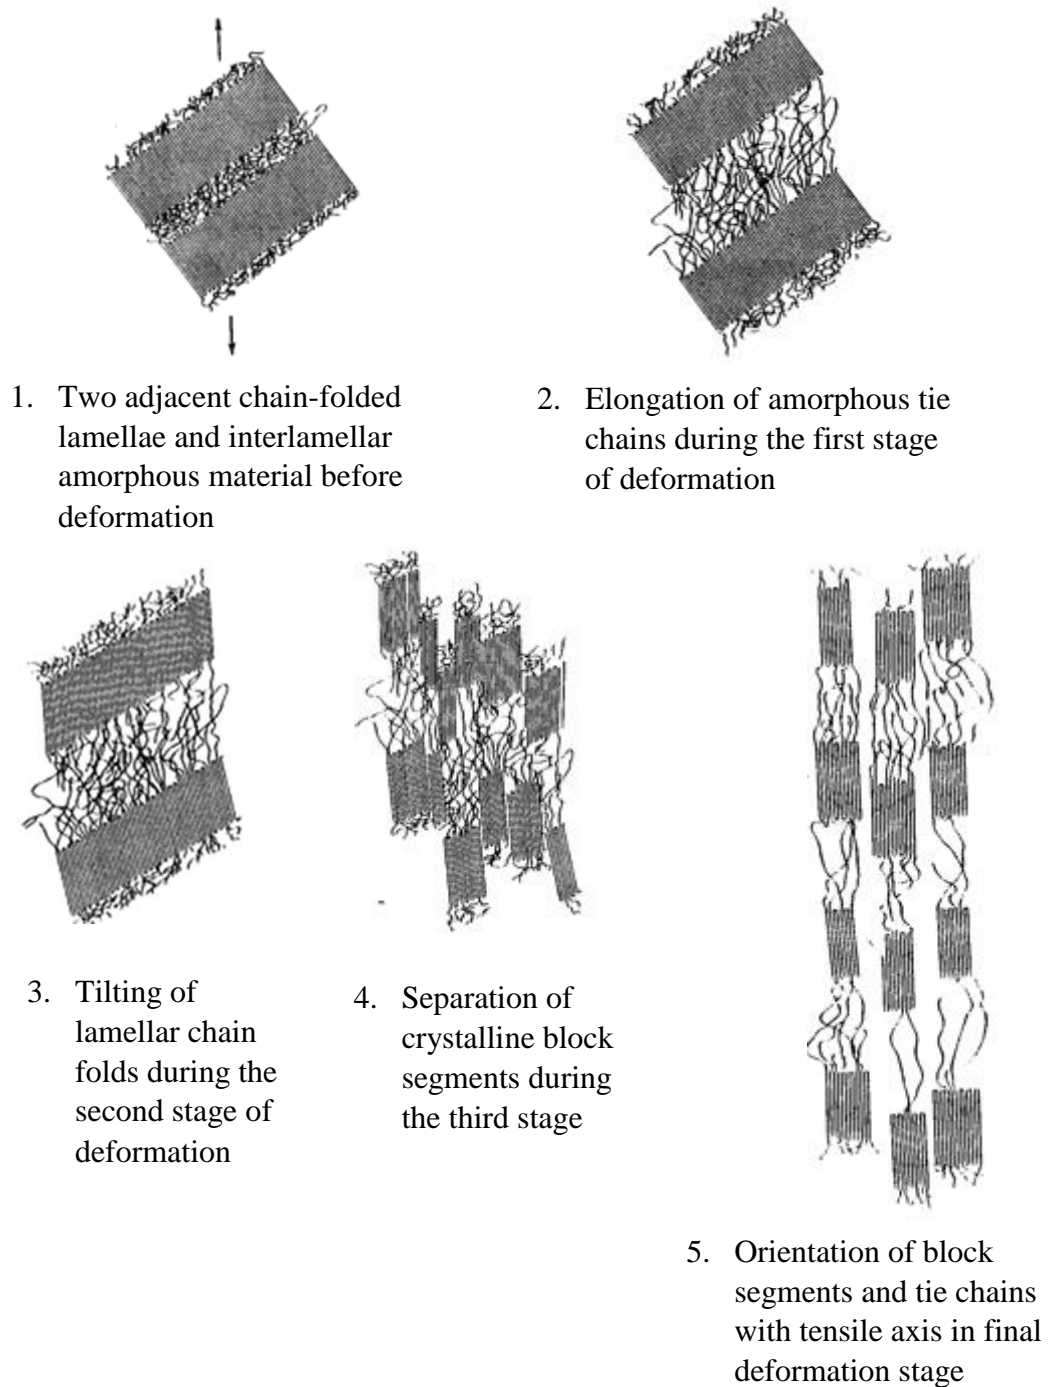 1. Two adjacent chain-folded
lamellae and interlamellar
amorphous material before
deformation
2. Elongation of amorphous tie
chains during the first stage
of deformation
3. Tilting of
lamellar chain
folds during the
second stage of
deformation
4. Separation of
crystalline block
segments during
the third stage
5. Orientation of block
segments and tie chains
with tensile axis in final
deformation stage